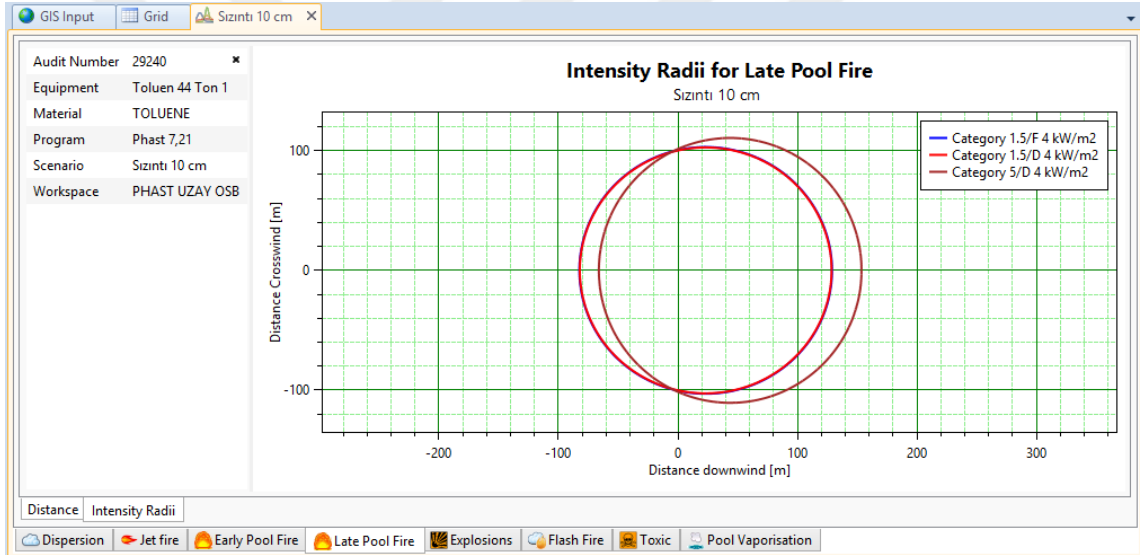 GIS Input Grid Sızıntı 10 cm
Audit Number 29240
Equipment Toluen 44 Ton 1
Material TOLUENE
Program Phast 7,21
Scenario Sızıntı 10 cm
Workspace PHAST UZAY OSB
Intensity Radii for Late Pool Fire
Sızıntı 10 cm
Category 1.5/F 4 kW/m2
Category 1.5/D 4 kW/m2
Category 5/D 4 kW/m2
Distance Crosswind [m]
100
0
-100
-200 -100 0 100 200 300
Distance downwind [m]
Distance Intensity Radii
Dispersion Jet fire Early Pool Fire Late Pool Fire Explosions Flash Fire Toxic Pool Vaporisation